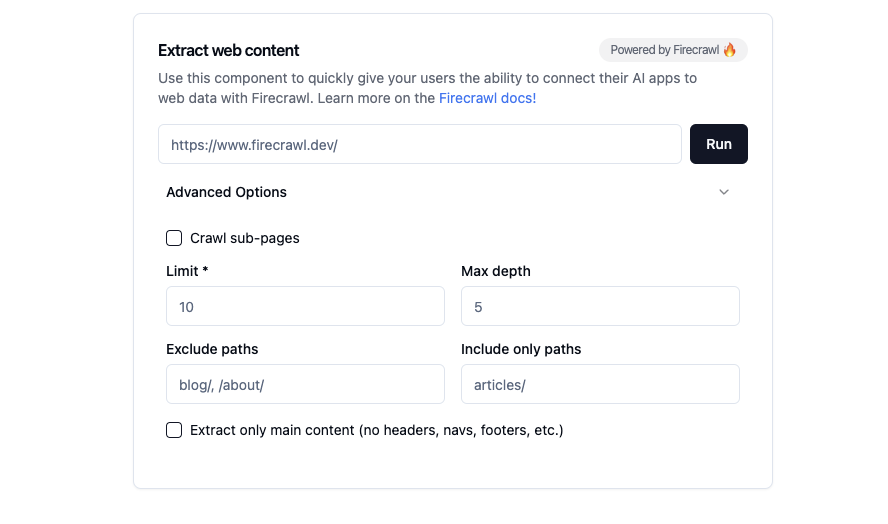 Extract web content
Powered by Firecrawl 🔥
Use this component to quickly give your users the ability to connect their AI apps to
web data with Firecrawl. Learn more on the Firecrawl docs!
https://www.firecrawl.dev/
Run
Advanced Options
Crawl sub-pages
Limit *
Max depth
10
5
Exclude paths
Include only paths
blog/, /about/
articles/
Extract only main content (no headers, navs, footers, etc.)